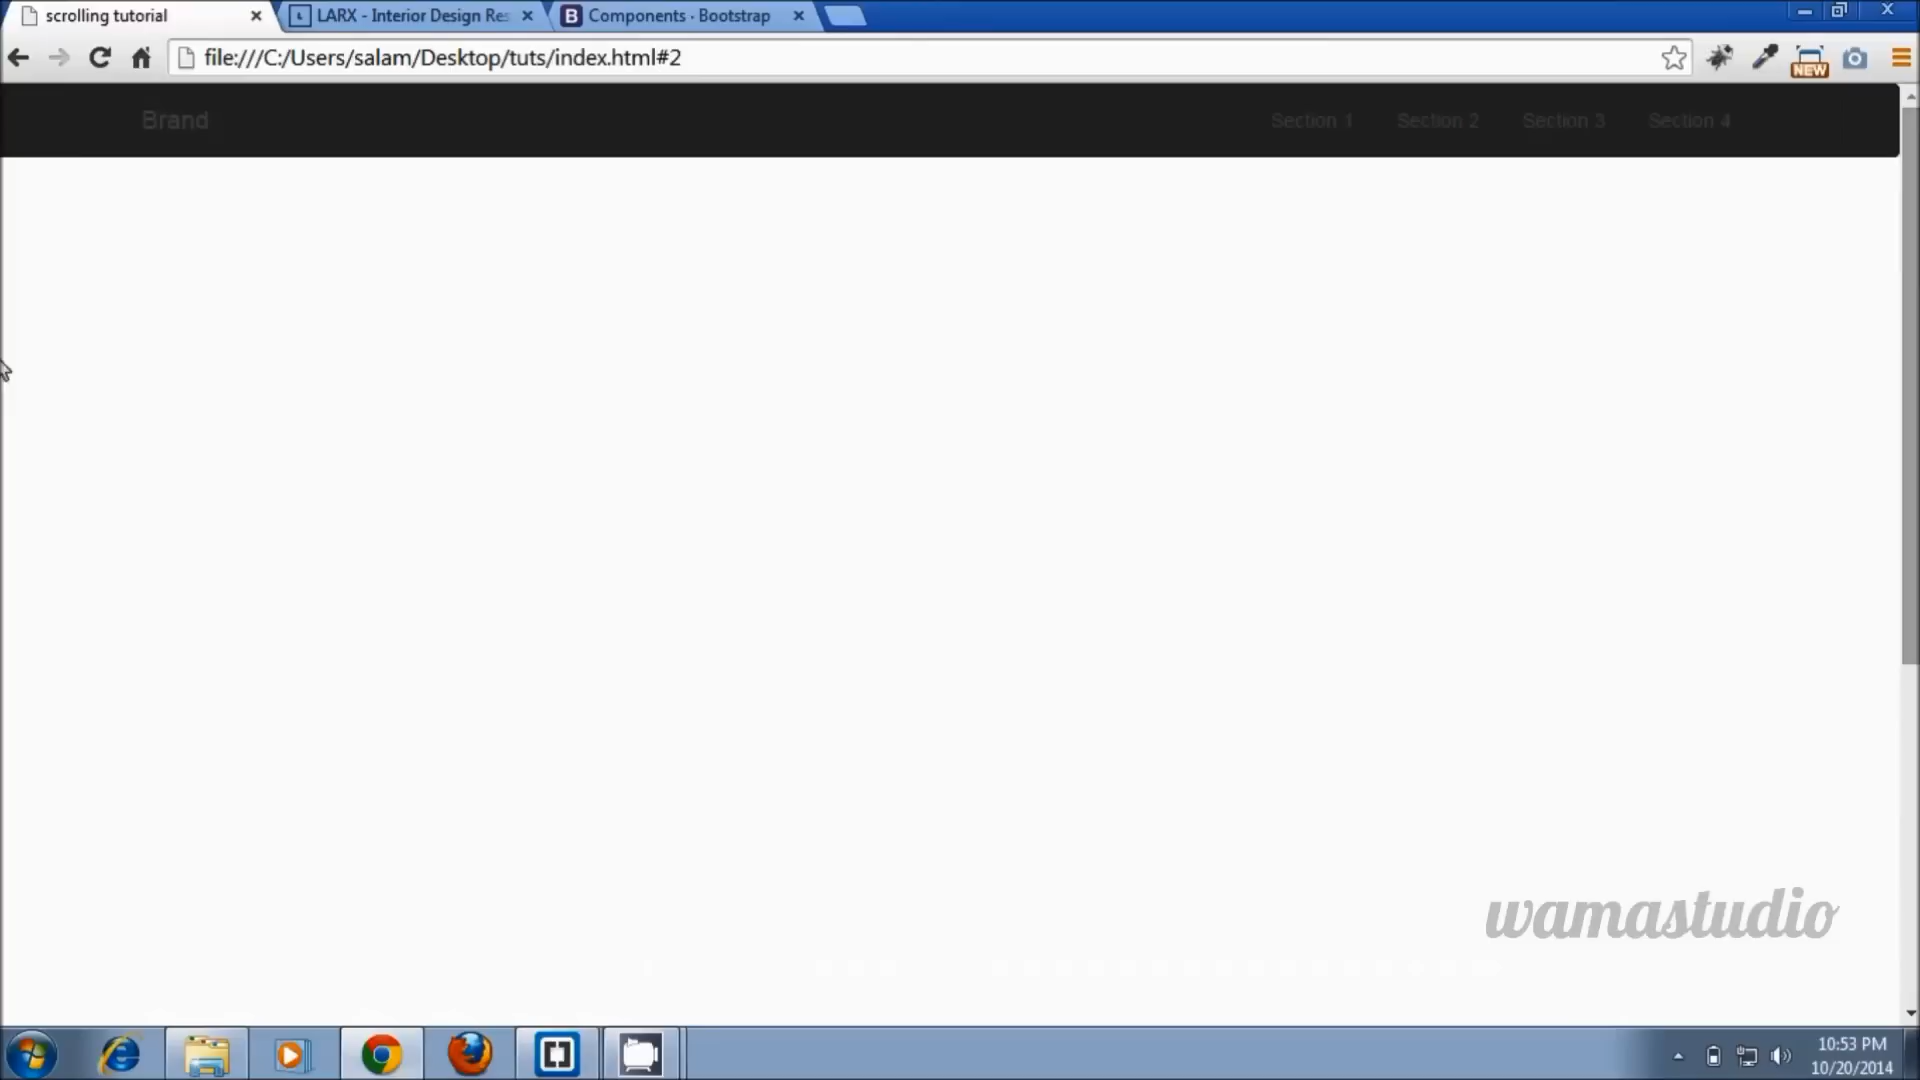 scrolling tutorial
LARX - Interior Design Res
B Components · Bootstrap
file:///C:/Users/salam/Desktop/tuts/index.html#2
NEW
Brand
Section 1 Section 2 Section 3 Section 4
wamastudio
10:53 PM
10/20/2014